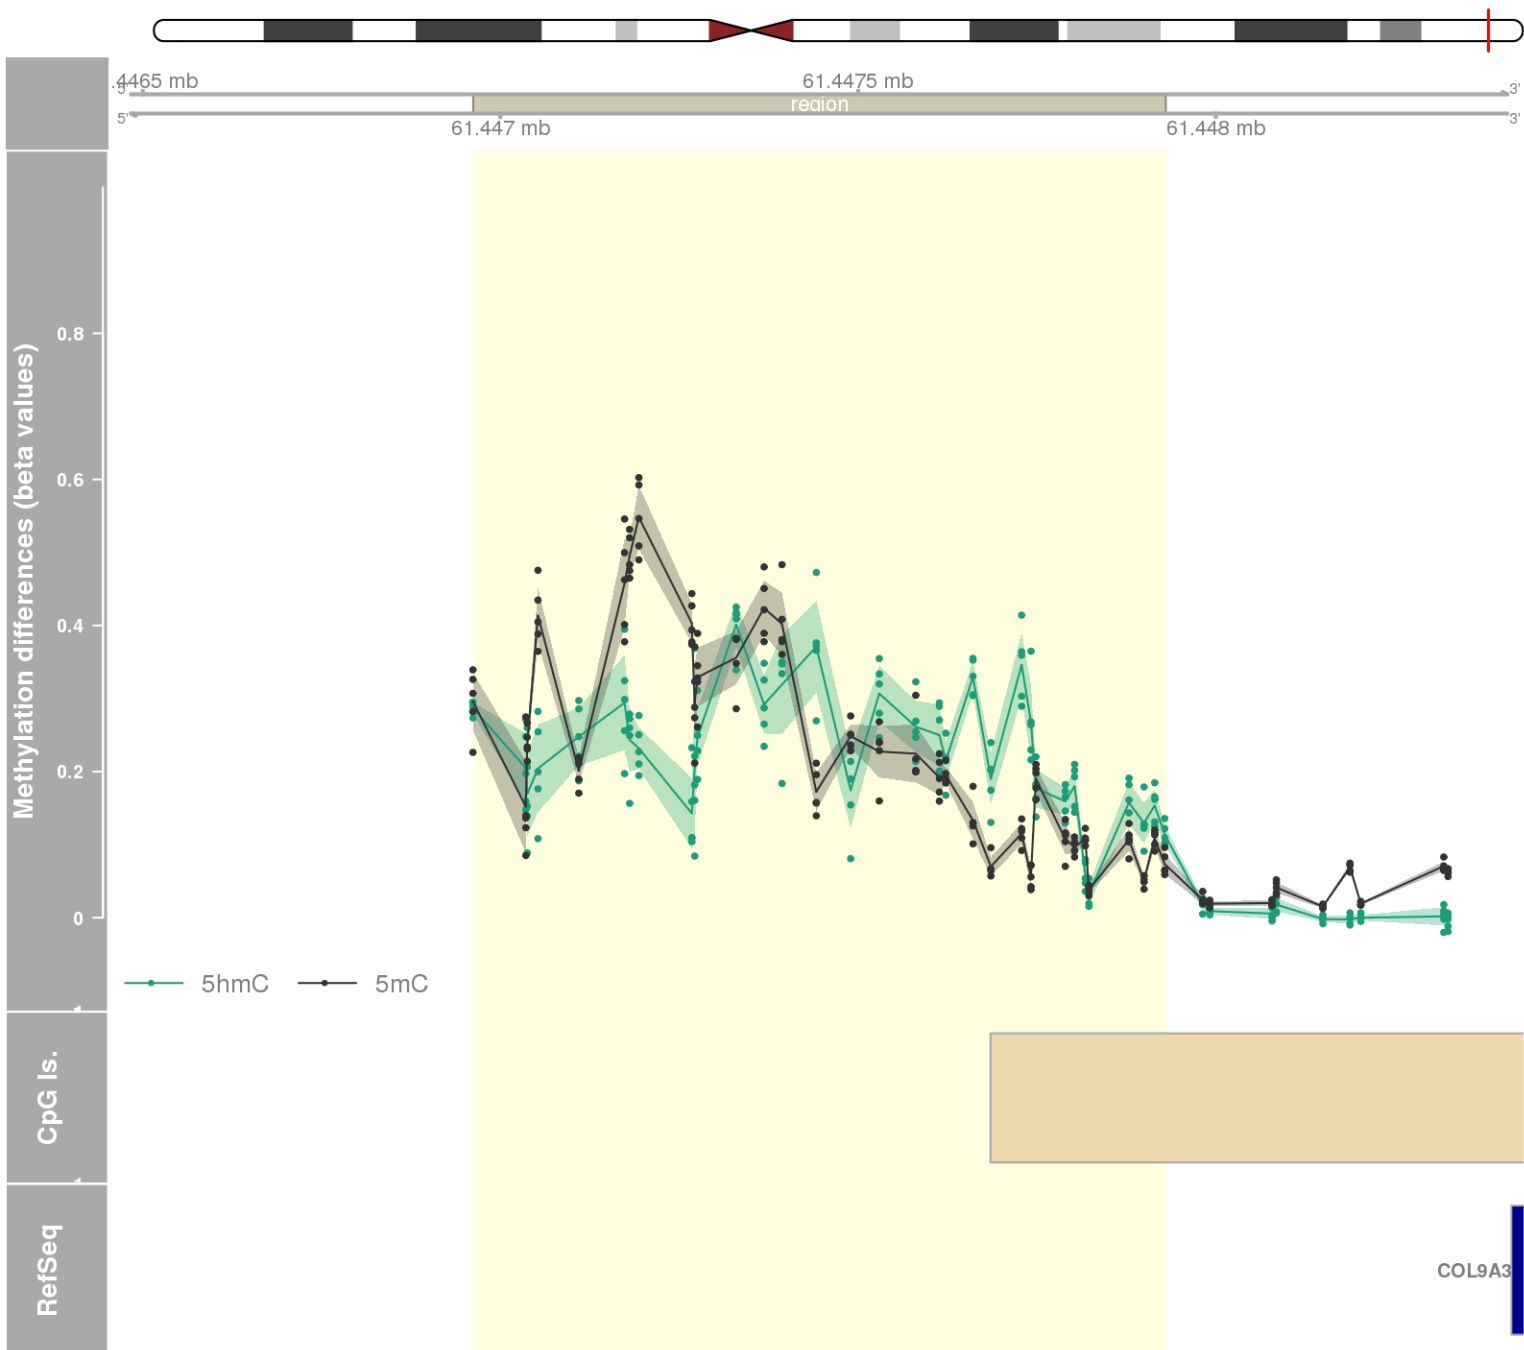 .4465 mb
61.4475 mb
5'
3'
region
5'
3'
61.447 mb
61.448 mb
Methylation differences (beta values)
0.8
0.6
0.4
0.2
0
5hmC
5mC
CpG Is.
RefSeq
COL9A3